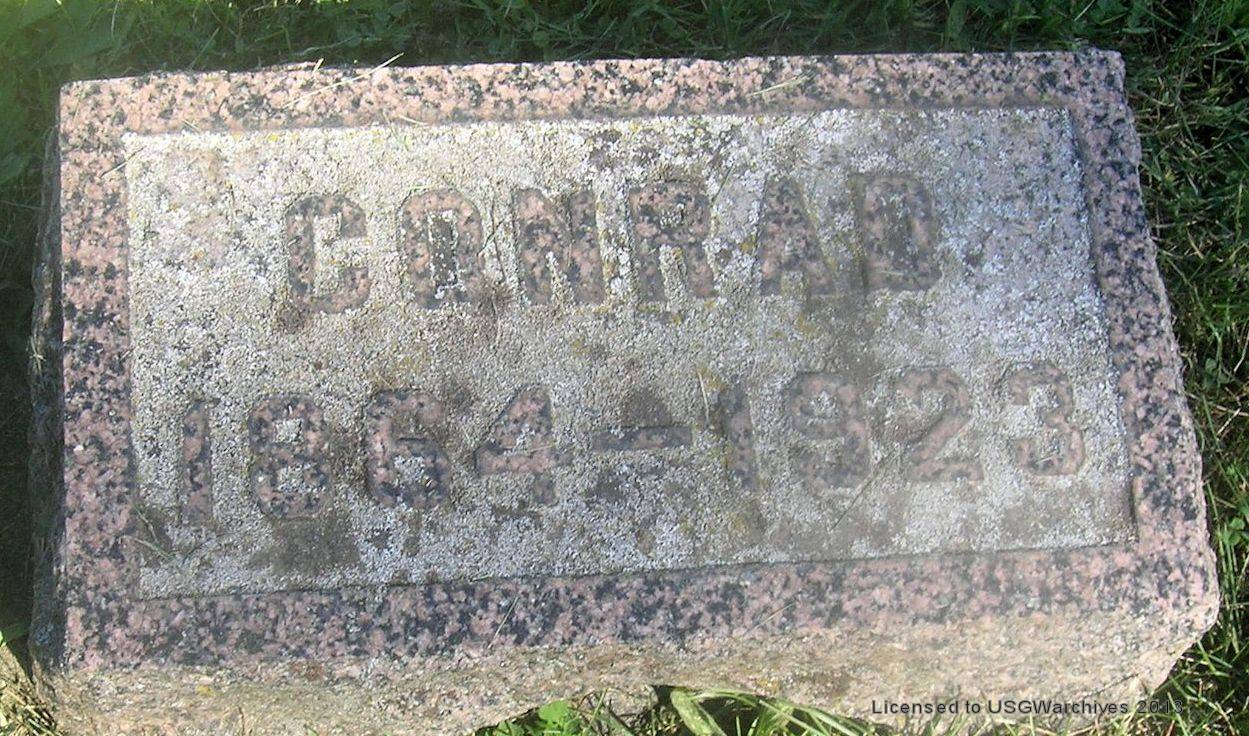 CONRAD
1864-1923
Licensed to USGWarchives 2013